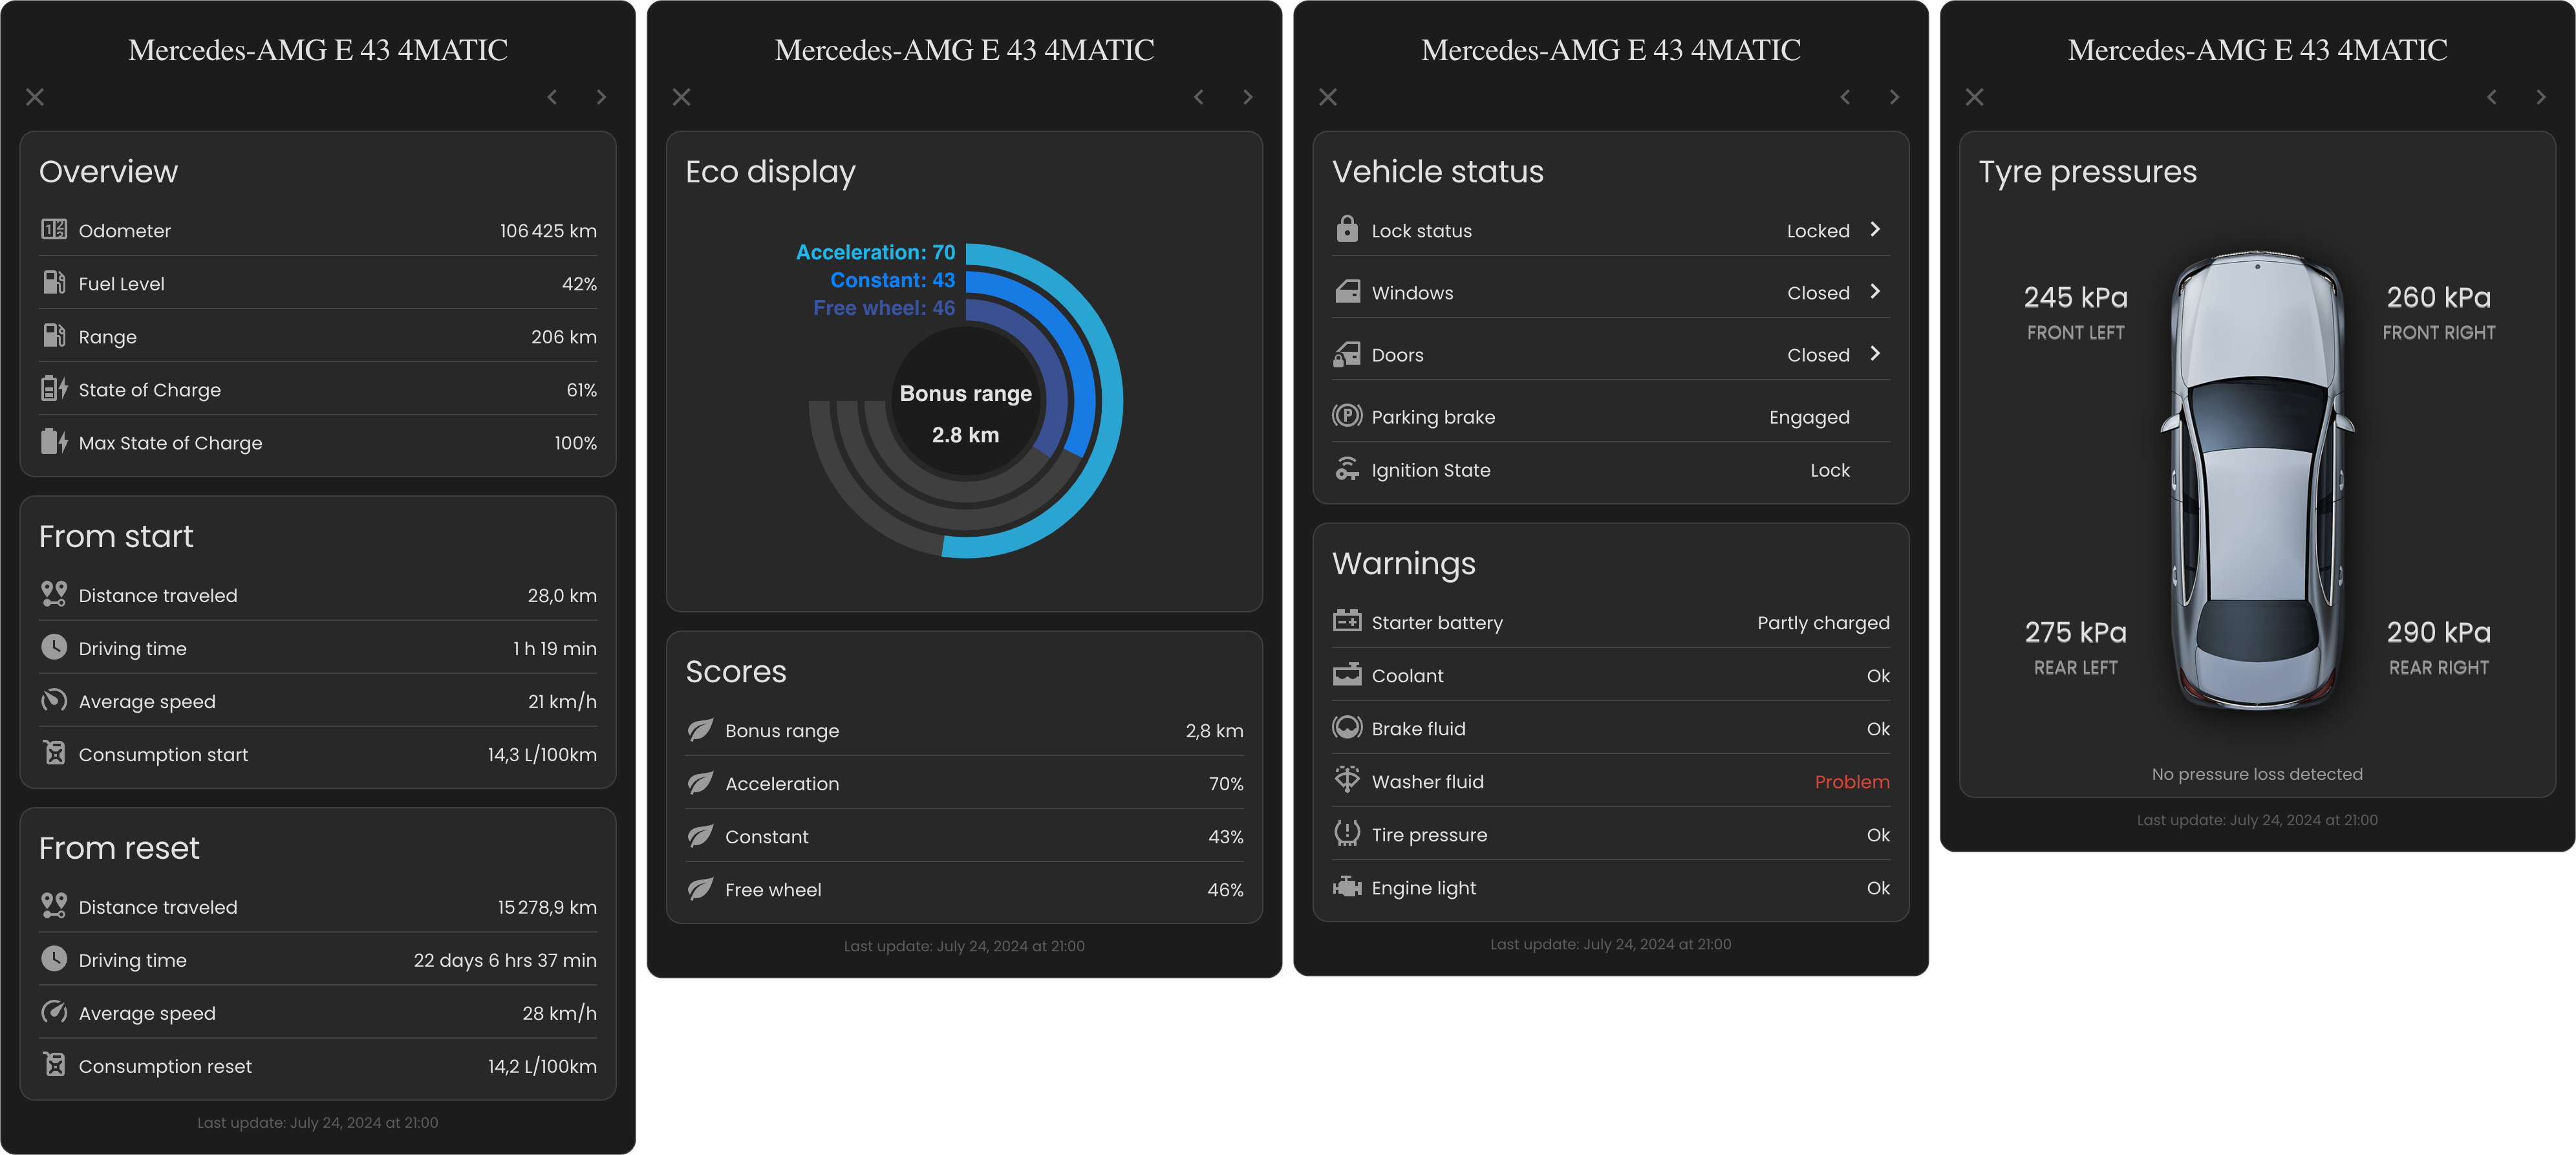 Mercedes-AMG E 43 4MATIC
Overview
Odometer 106 425 km
Fuel Level 42%
Range 206 km
State of Charge 61%
Max State of Charge 100%
From start
Distance traveled 28,0 km
Driving time 1 h 19 min
Average speed 21 km/h
Consumption start 14,3 L/100km
From reset
Distance traveled 15 278,9 km
Driving time 22 days 6 hrs 37 min
Average speed 28 km/h
Consumption reset 14,2 L/100km
Last update: July 24, 2024 at 21:00
Mercedes-AMG E 43 4MATIC
Eco display
Acceleration: 70
Constant: 43
Free wheel: 46
Bonus range
2.8 km
Scores
Bonus range 2,8 km
Acceleration 70%
Constant 43%
Free wheel 46%
Last update: July 24, 2024 at 21:00
Mercedes-AMG E 43 4MATIC
Vehicle status
Lock status Locked
Windows Closed
Doors Closed
Parking brake Engaged
Ignition State Lock
Warnings
Starter battery Partly charged
Coolant Ok
Brake fluid Ok
Washer fluid Problem
Tire pressure Ok
Engine light Ok
Last update: July 24, 2024 at 21:00
Mercedes-AMG E 43 4MATIC
Tyre pressures
245 kPa 260 kPa
FRONT LEFT FRONT RIGHT
275 kPa 290 kPa
REAR LEFT REAR RIGHT
No pressure loss detected
Last update: July 24, 2024 at 21:00